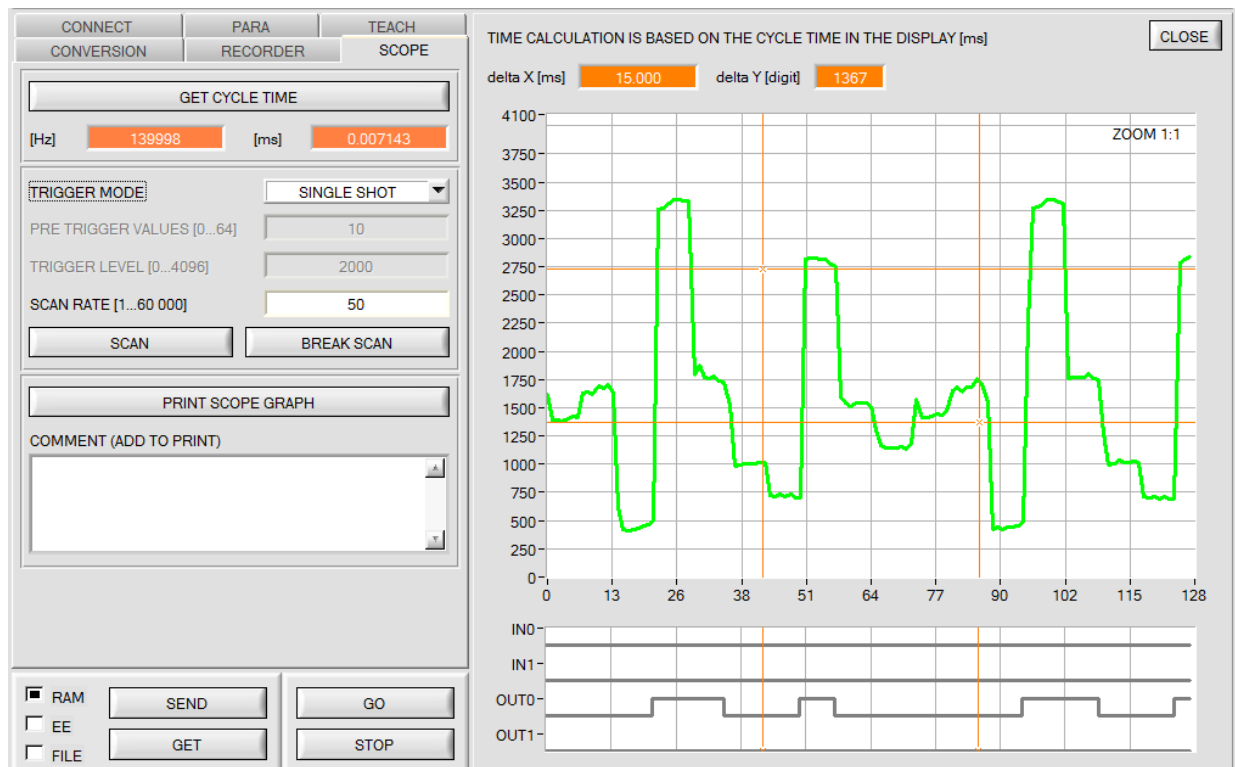 CONNECT PARA TEACH
CONVERSION RECORDER SCOPE
GET CYCLE TIME
[Hz] 139998 [ms] 0.007143
TRIGGER MODE SINGLE SHOT
PRE TRIGGER VALUES [0...64] 10
TRIGGER LEVEL [0...4096] 2000
SCAN RATE [1...60 000] 50
SCAN BREAK SCAN
PRINT SCOPE GRAPH
COMMENT (ADD TO PRINT)
RAM SEND GO
EE
GET STOP
FILE
TIME CALCULATION IS BASED ON THE CYCLE TIME IN THE DISPLAY [ms] CLOSE
delta X [ms] 15.000 delta Y [digit] 1367
ZOOM 1:1
4100
3750
3500
3250
3000
2750
2500
2250
2000
1750
1500
1250
1000
750
500
250
0
0 13 26 38 51 64 77 90 102 115 128
IN0
IN1
OUT0
OUT1